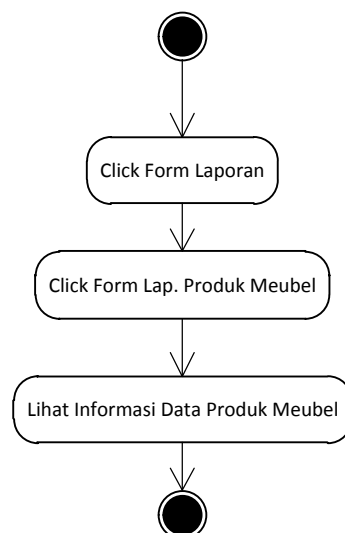 Click Form Laporan
Click Form Lap. Produk Meubel
Lihat Informasi Data Produk Meubel